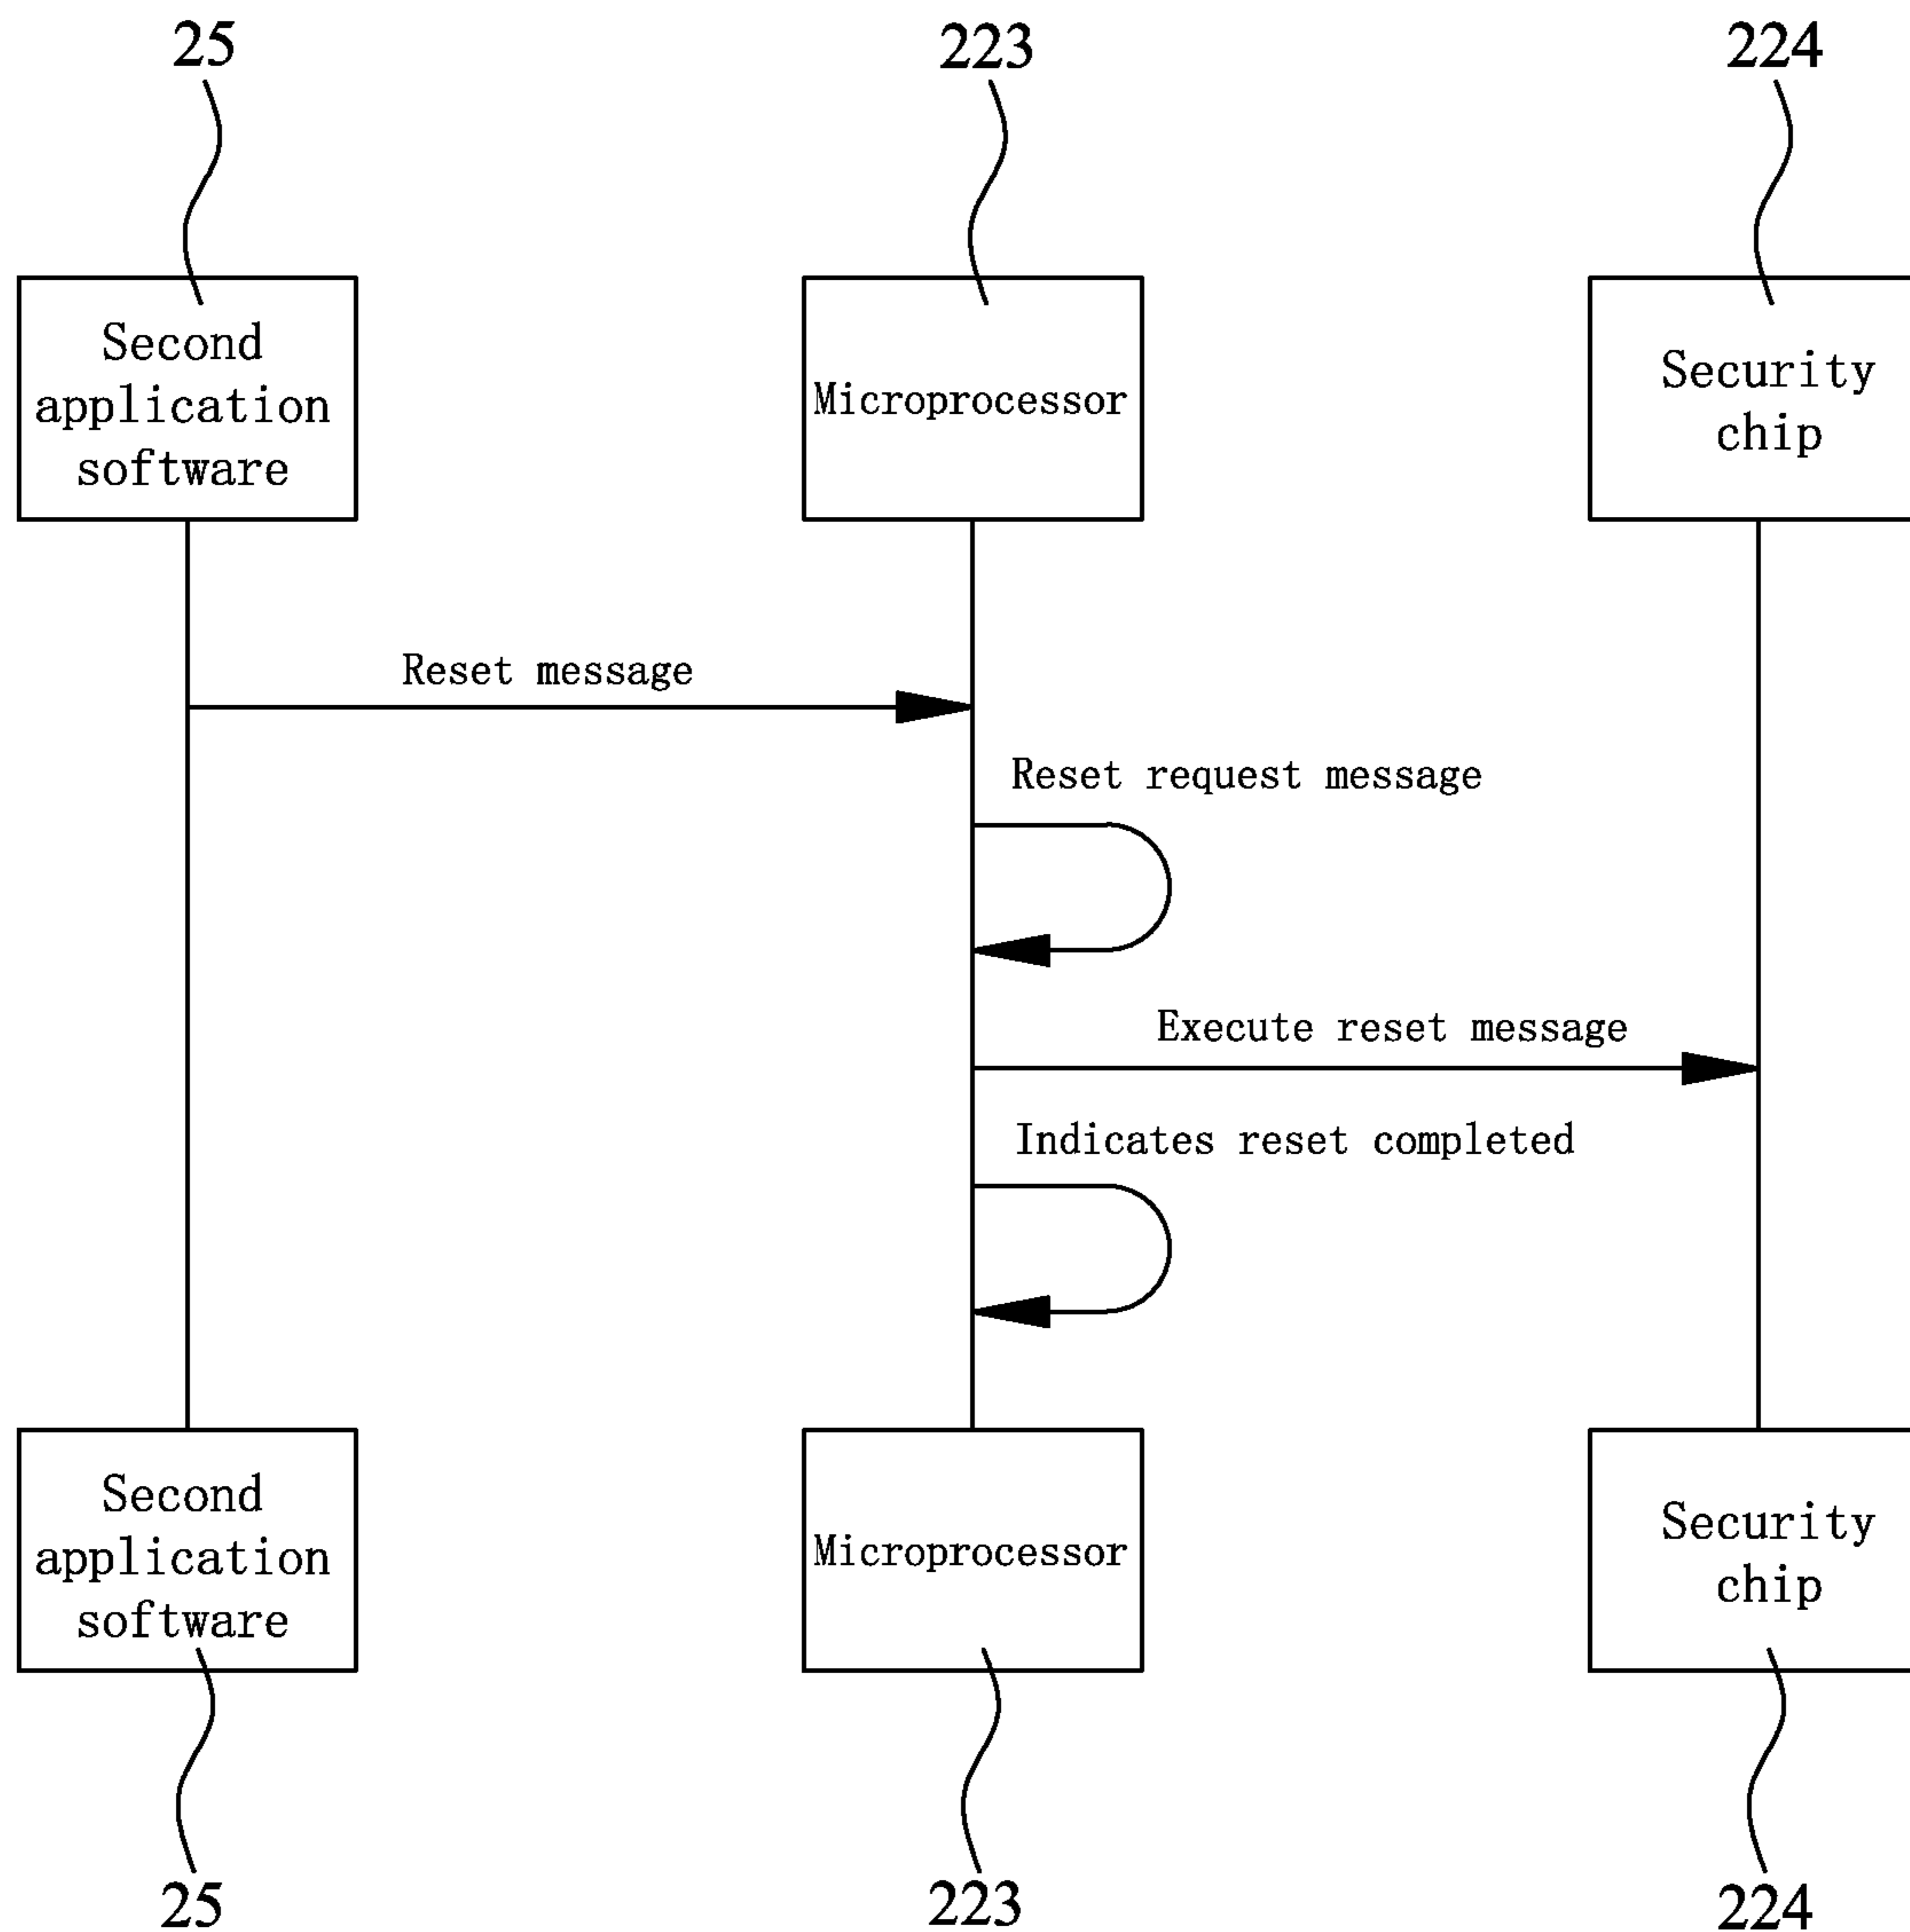 25
223
224
Second
application
software
Microprocessor
Security
chip
Reset message
Reset request message
Execute reset message
Indicates reset completed
Second
application
software
Microprocessor
Security
chip
25
223
224